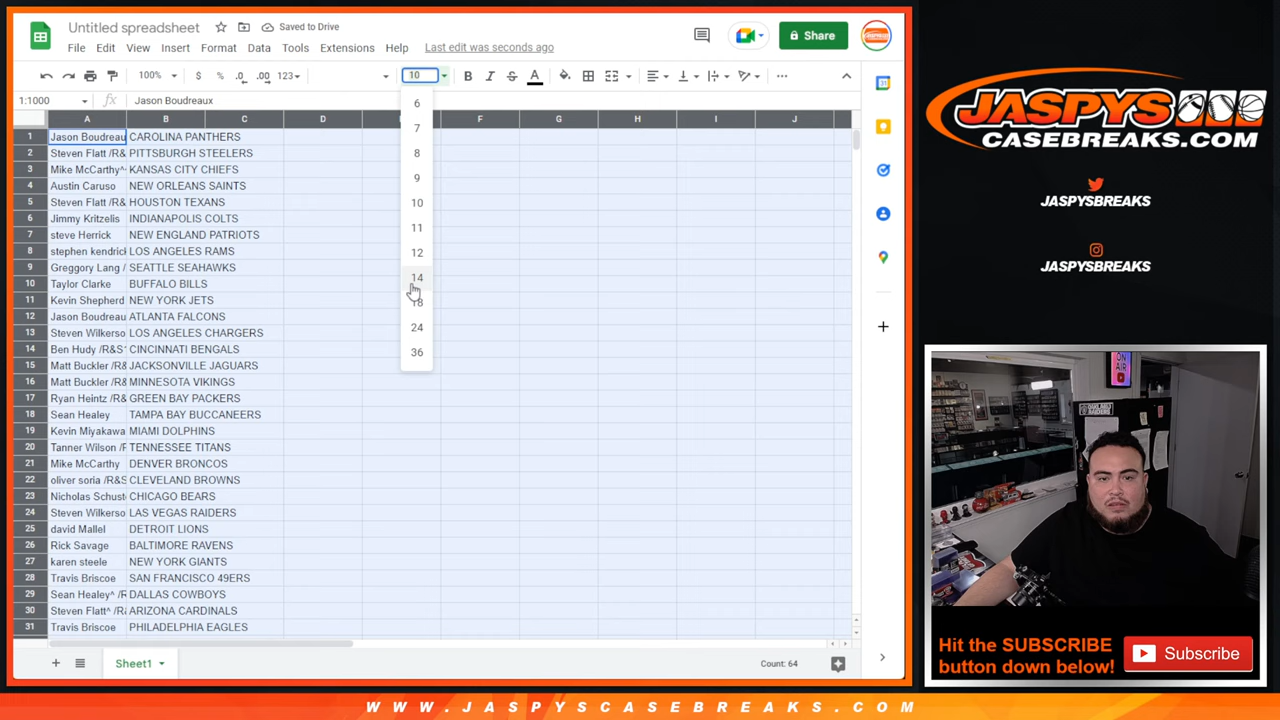 Untitled spreadsheet
Saved to Drive
File Edit View Insert Format Data Tools Extensions Help Last edit was seconds ago
Share
100% $ % .0 .00 123 10 B I S A
1:1000 fx Jason Boudreaux
A B C D F G H I J
1 Jason Boudreau CAROLINA PANTHERS
2 Steven Flatt /R& PITTSBURGH STEELERS
3 Mike McCarthy^ KANSAS CITY CHIEFS
4 Austin Caruso NEW ORLEANS SAINTS
5 Steven Flatt /R& HOUSTON TEXANS
6 Jimmy Kritzelis INDIANAPOLIS COLTS
7 steve Herrick NEW ENGLAND PATRIOTS
8 stephen kendrick LOS ANGELES RAMS
9 Greggory Lang / SEATTLE SEAHAWKS
10 Taylor Clarke BUFFALO BILLS
11 Kevin Shepherd NEW YORK JETS
12 Jason Boudreau ATLANTA FALCONS
13 Steven Wilkerso LOS ANGELES CHARGERS
14 Ben Hudy /R&S CINCINNATI BENGALS
15 Matt Buckler /R& JACKSONVILLE JAGUARS
16 Matt Buckler /R& MINNESOTA VIKINGS
17 Ryan Heintz /R& GREEN BAY PACKERS
18 Sean Healey TAMPA BAY BUCCANEERS
19 Kevin Miyakawa MIAMI DOLPHINS
20 Tanner Wilson /R TENNESSEE TITANS
21 Mike McCarthy DENVER BRONCOS
22 oliver soria /R&S CLEVELAND BROWNS
23 Nicholas Schust CHICAGO BEARS
24 Steven Wilkerso LAS VEGAS RAIDERS
25 david Mallel DETROIT LIONS
26 Rick Savage BALTIMORE RAVENS
27 karen steele NEW YORK GIANTS
28 Travis Briscoe SAN FRANCISCO 49ERS
29 Sean Healey^ /R DALLAS COWBOYS
30 Steven Flatt^ /R ARIZONA CARDINALS
31 Travis Briscoe PHILADELPHIA EAGLES
6
7
8
9
10
11
12
14
18
24
36
Sheet1
Count: 64
JASPYS
CASEBREAKS.COM
JASPYSBREAKS
JASPYSBREAKS
ON AIR
Hit the SUBSCRIBE
button down below!
Subscribe
WWW.JASPYSCASEBREAKS.COM